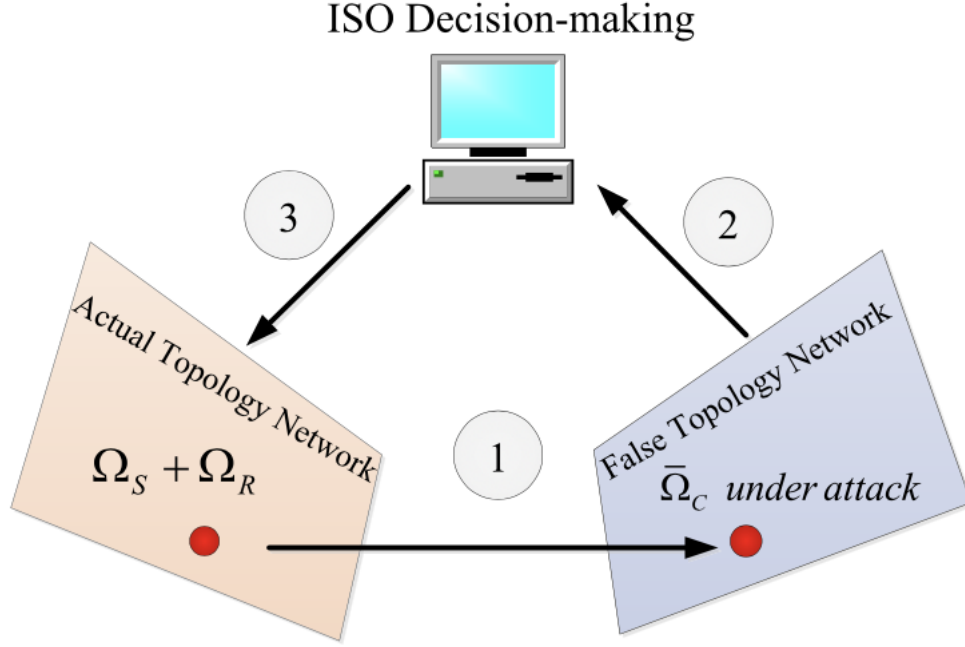 ISO Decision-making
3
2
Actual Topology Network
False Topology Network
1
Ω_S + Ω_R
Ω̄_C under attack